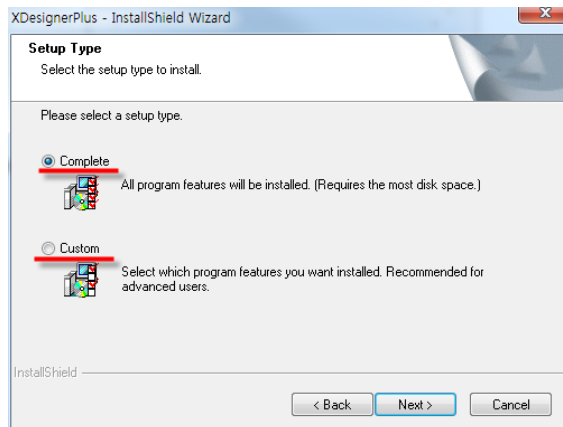 XDesignerPlus - InstallShield Wizard
Setup Type
Select the setup type to install.
Please select a setup type.
Complete
All program features will be installed. (Requires the most disk space.)
Custom
Select which program features you want installed. Recommended for
advanced users.
InstallShield
< Back Next > Cancel